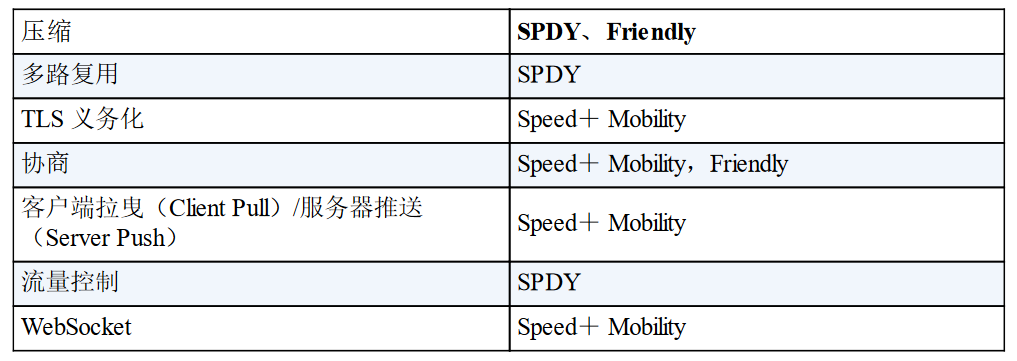 压缩
SPDY、Friendly
多路复用
SPDY
TLS 义务化
Speed＋ Mobility
协商
Speed＋ Mobility，Friendly
客户端拉曳（Client Pull）/服务器推送
（Server Push）
Speed＋ Mobility
流量控制
SPDY
WebSocket
Speed＋ Mobility